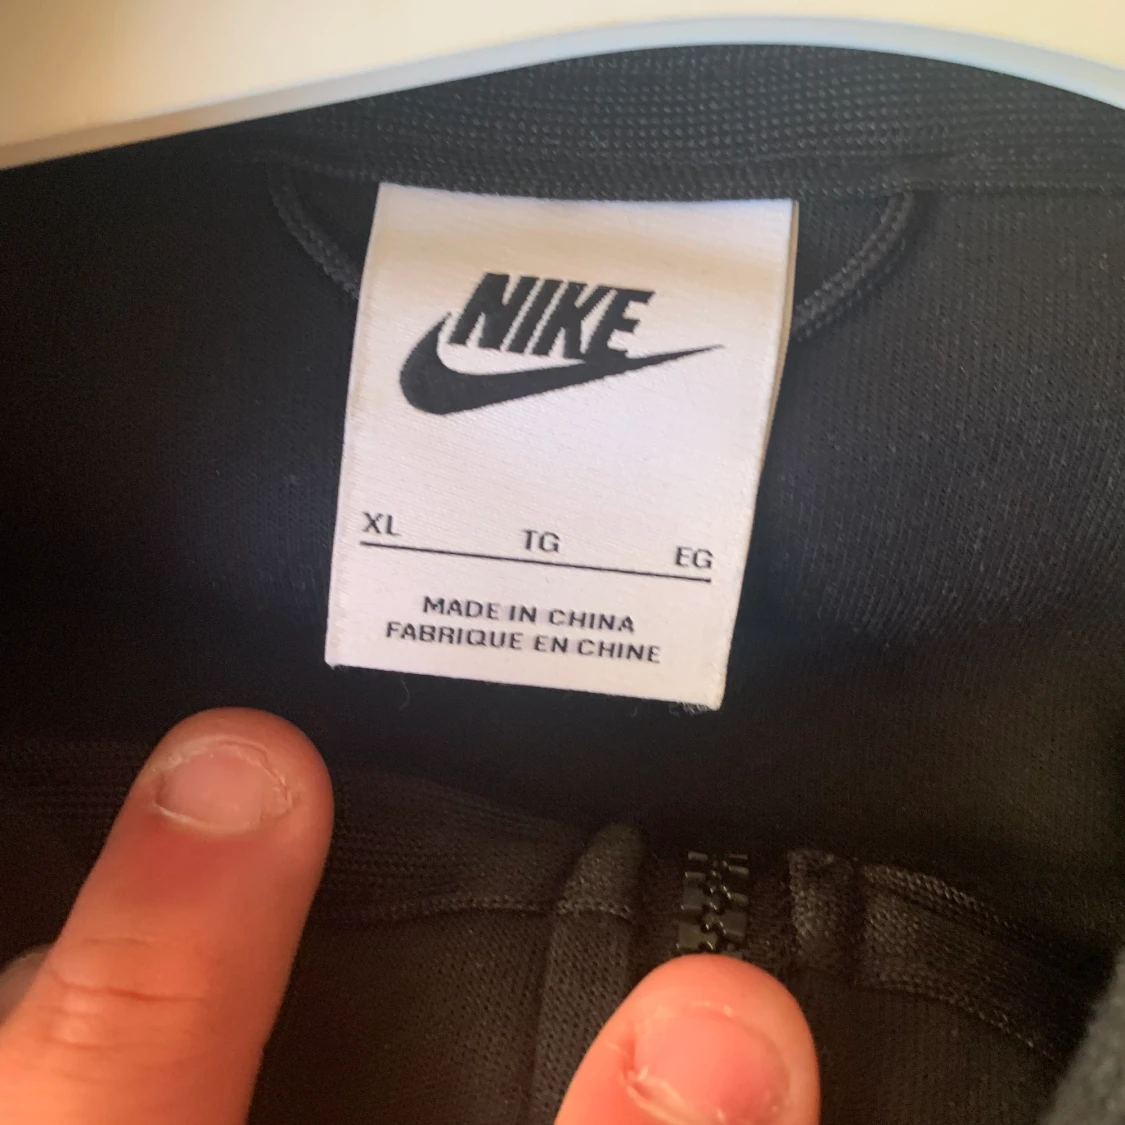 NIKE
XL TG EG
MADE IN CHINA
FABRIQUE EN CHINE